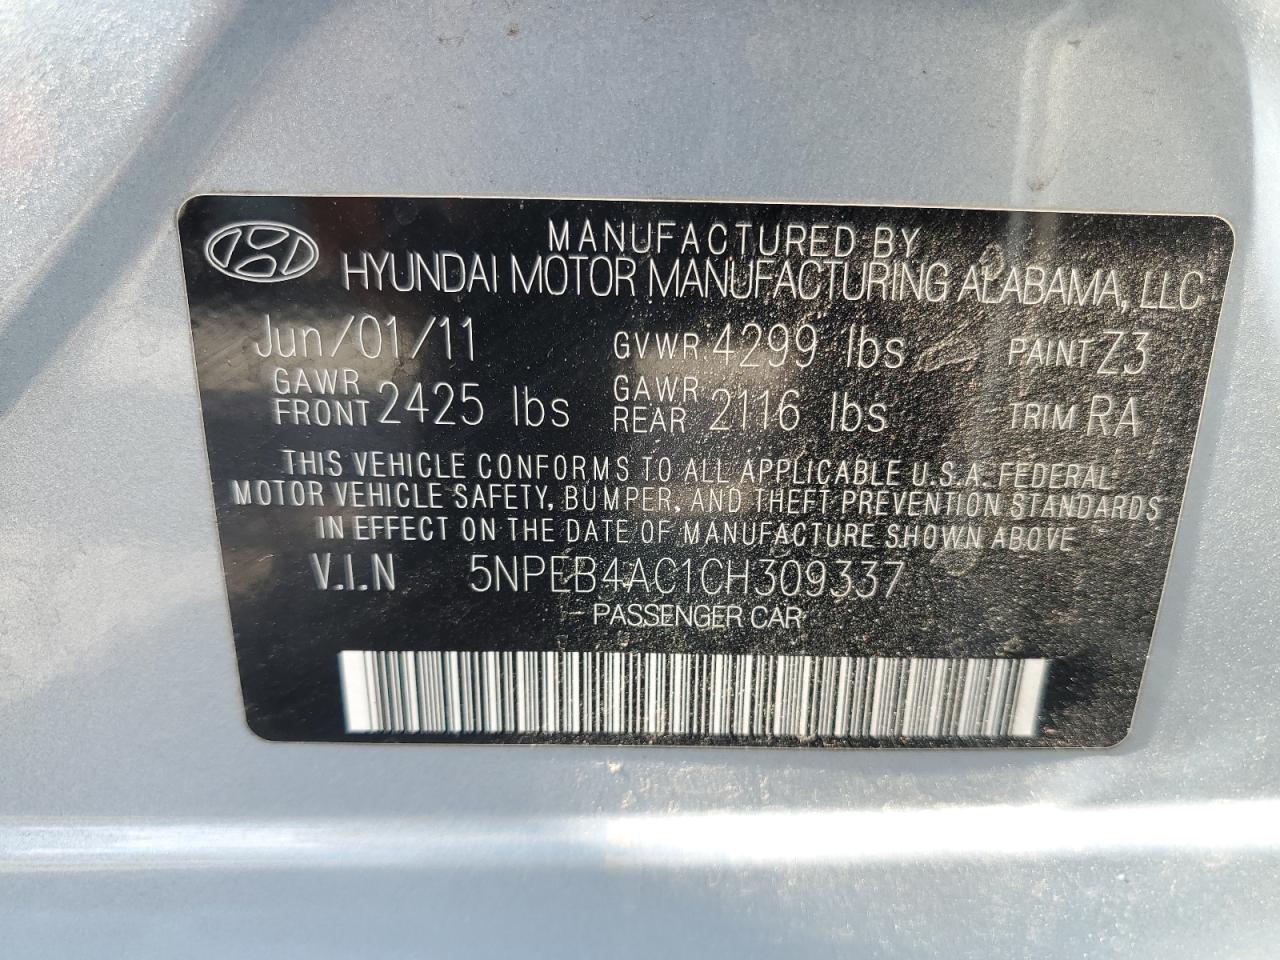 MANUFACTURED BY
HYUNDAI MOTOR MANUFACTURING ALABAMA, LLC
Jun/01/11 GVWR 4299 lbs PAINT Z3
GAWR FRONT 2425 lbs GAWR REAR 2116 lbs TRIM RA
THIS VEHICLE CONFORMS TO ALL APPLICABLE U.S.A. FEDERAL
MOTOR VEHICLE SAFETY, BUMPER, AND THEFT PREVENTION STANDARDS
IN EFFECT ON THE DATE OF MANUFACTURE SHOWN ABOVE
V.I.N 5NPEB4AC1CH309337
PASSENGER CAR